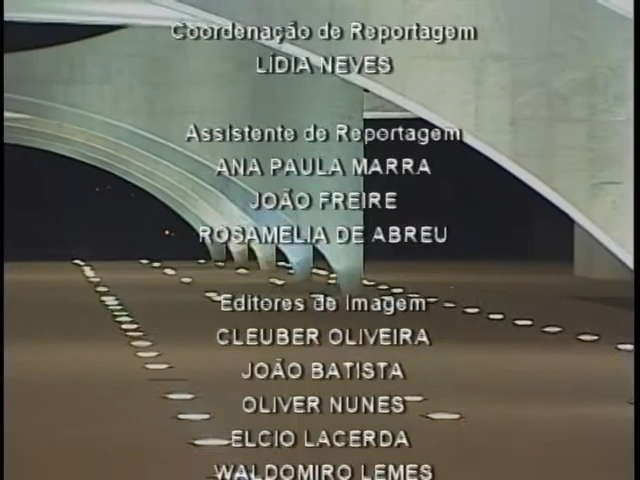 Coordenação de Reportagem
LÍDIA NEVES
Assistente de Reportagem
ANA PAULA MARRA
JOÃO FREIRE
ROSAMELIA DE ABREU
Editores de Imagem
CLEUBER OLIVEIRA
JOÃO BATISTA
OLIVER NUNES
ELCIO LACERDA
WALDOMIRO LEMES